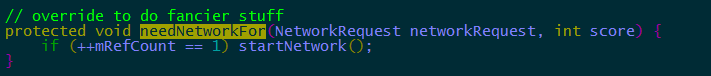 // override to do fancier stuff
protected void needNetworkFor(NetworkRequest networkRequest, int score) {
    if (++mRefCount == 1) startNetwork();
}